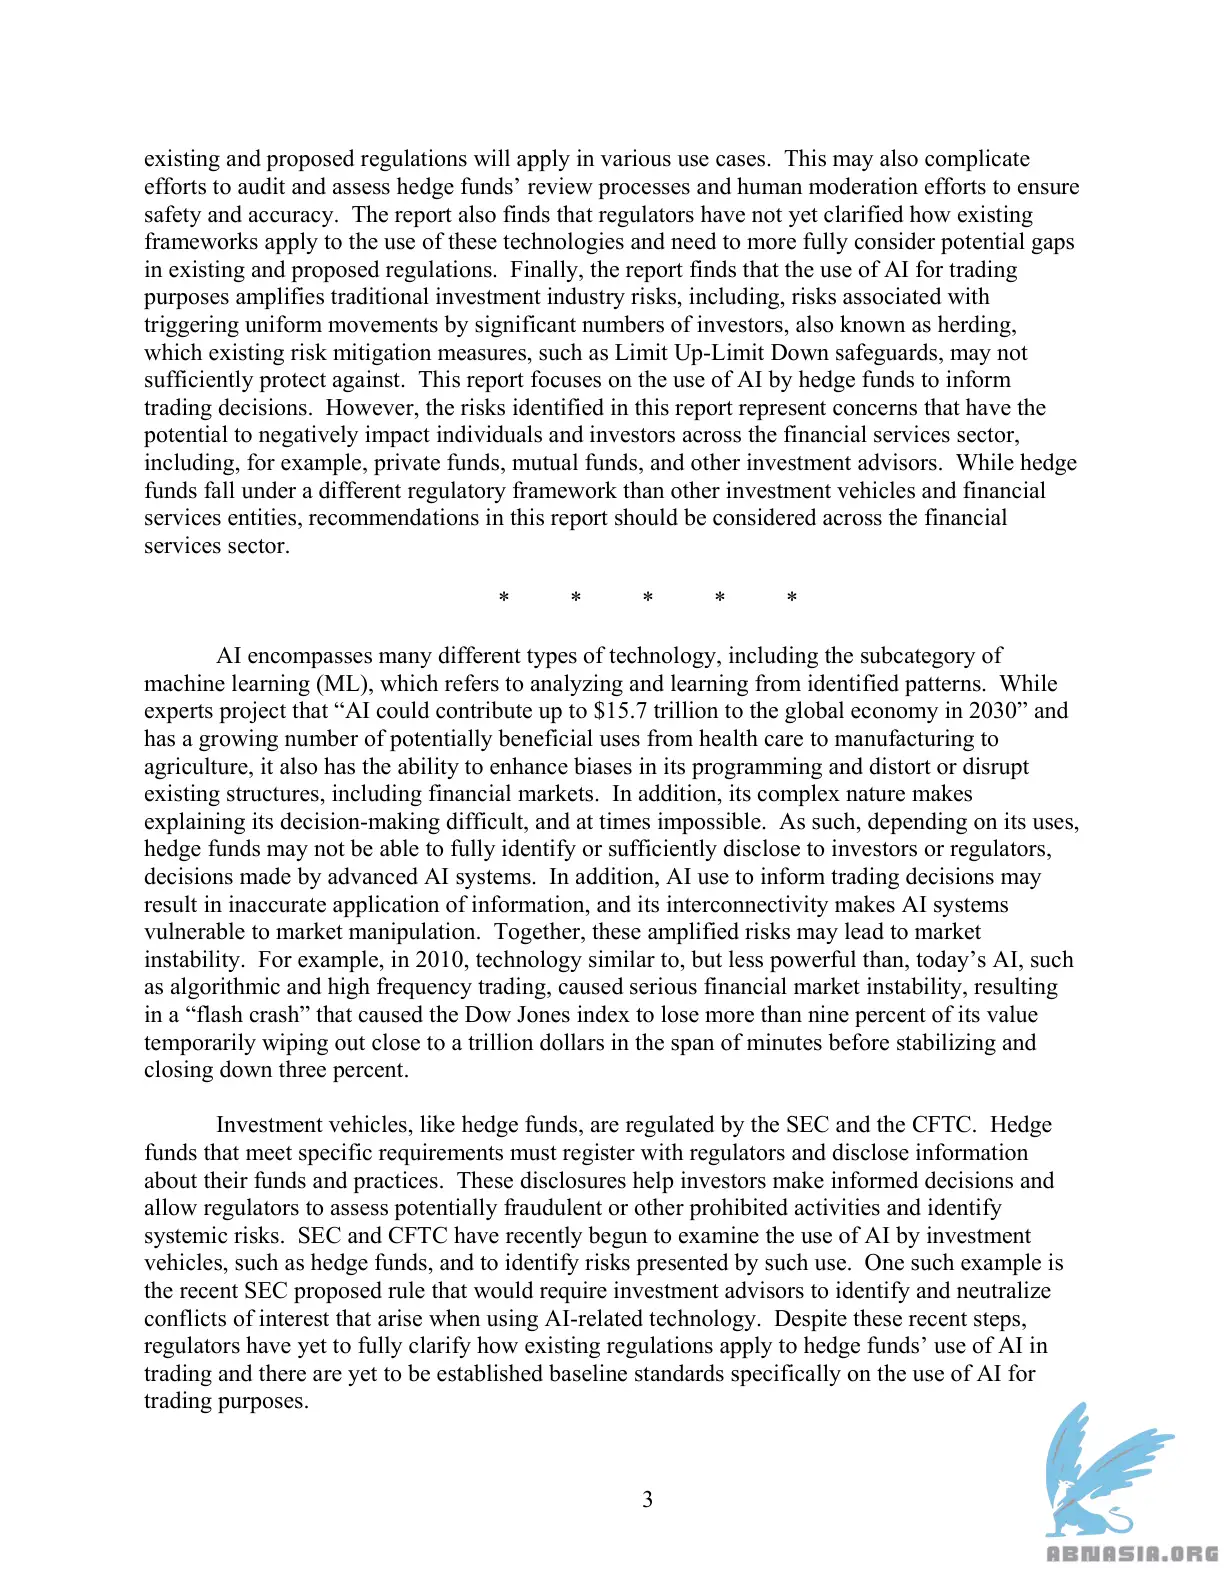 existing and proposed regulations will apply in various use cases.  This may also complicate
efforts to audit and assess hedge funds’ review processes and human moderation efforts to ensure
safety and accuracy.  The report also finds that regulators have not yet clarified how existing
frameworks apply to the use of these technologies and need to more fully consider potential gaps
in existing and proposed regulations.  Finally, the report finds that the use of AI for trading
purposes amplifies traditional investment industry risks, including, risks associated with
triggering uniform movements by significant numbers of investors, also known as herding,
which existing risk mitigation measures, such as Limit Up-Limit Down safeguards, may not
sufficiently protect against.  This report focuses on the use of AI by hedge funds to inform
trading decisions.  However, the risks identified in this report represent concerns that have the
potential to negatively impact individuals and investors across the financial services sector,
including, for example, private funds, mutual funds, and other investment advisors.  While hedge
funds fall under a different regulatory framework than other investment vehicles and financial
services entities, recommendations in this report should be considered across the financial
services sector.
* * * * *
AI encompasses many different types of technology, including the subcategory of
machine learning (ML), which refers to analyzing and learning from identified patterns.  While
experts project that “AI could contribute up to $15.7 trillion to the global economy in 2030” and
has a growing number of potentially beneficial uses from health care to manufacturing to
agriculture, it also has the ability to enhance biases in its programming and distort or disrupt
existing structures, including financial markets.  In addition, its complex nature makes
explaining its decision-making difficult, and at times impossible.  As such, depending on its uses,
hedge funds may not be able to fully identify or sufficiently disclose to investors or regulators,
decisions made by advanced AI systems.  In addition, AI use to inform trading decisions may
result in inaccurate application of information, and its interconnectivity makes AI systems
vulnerable to market manipulation.  Together, these amplified risks may lead to market
instability.  For example, in 2010, technology similar to, but less powerful than, today’s AI, such
as algorithmic and high frequency trading, caused serious financial market instability, resulting
in a “flash crash” that caused the Dow Jones index to lose more than nine percent of its value
temporarily wiping out close to a trillion dollars in the span of minutes before stabilizing and
closing down three percent.
Investment vehicles, like hedge funds, are regulated by the SEC and the CFTC.  Hedge
funds that meet specific requirements must register with regulators and disclose information
about their funds and practices.  These disclosures help investors make informed decisions and
allow regulators to assess potentially fraudulent or other prohibited activities and identify
systemic risks.  SEC and CFTC have recently begun to examine the use of AI by investment
vehicles, such as hedge funds, and to identify risks presented by such use.  One such example is
the recent SEC proposed rule that would require investment advisors to identify and neutralize
conflicts of interest that arise when using AI-related technology.  Despite these recent steps,
regulators have yet to fully clarify how existing regulations apply to hedge funds’ use of AI in
trading and there are yet to be established baseline standards specifically on the use of AI for
trading purposes.
3
ABNASIA.ORG